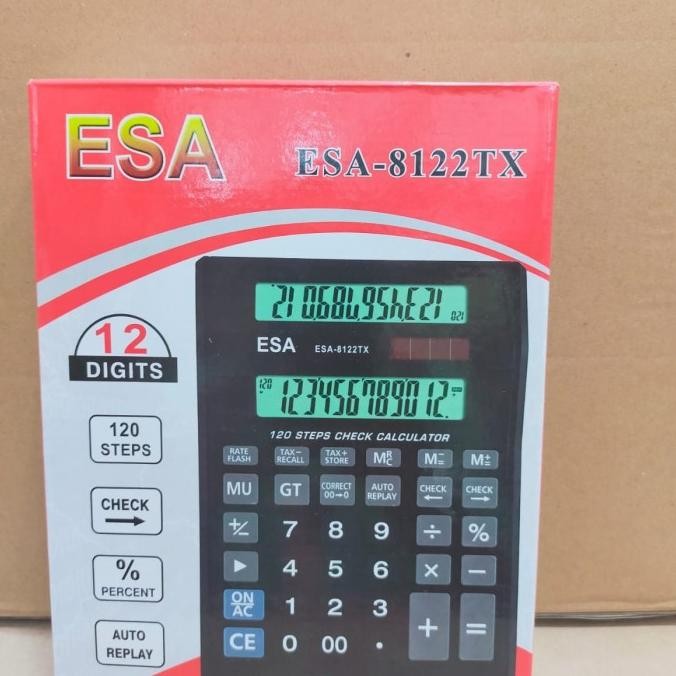 ESA
ESA-8122TX
12
DIGITS
120
STEPS
CHECK
→
%
PERCENT
AUTO
REPLAY
ESA ESA-8122TX
120
123456789012.
120 STEPS CHECK CALCULATOR
RATE
FLASH
TAX−
RECALL
TAX+
STORE
MRC
M−=
M+=
MU
GT
CORRECT
00→0
AUTO
REPLAY
CHECK
←
CHECK
→
+/−
7
8
9
÷
%
▶
4
5
6
×
−
ON
AC
1
2
3
+
=
CE
0
00
.